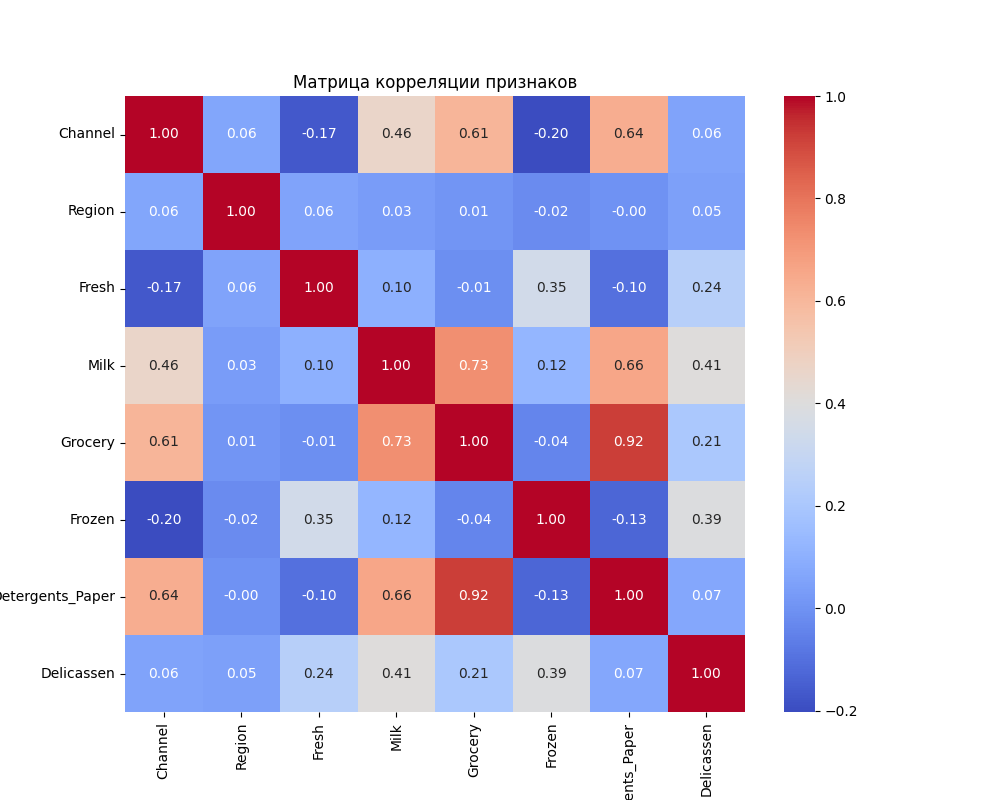 Матрица корреляции признаков
Channel 1.00 0.06 -0.17 0.46 0.61 -0.20 0.64 0.06
Region 0.06 1.00 0.06 0.03 0.01 -0.02 -0.00 0.05
Fresh -0.17 0.06 1.00 0.10 -0.01 0.35 -0.10 0.24
Milk 0.46 0.03 0.10 1.00 0.73 0.12 0.66 0.41
Grocery 0.61 0.01 -0.01 0.73 1.00 -0.04 0.92 0.21
Frozen -0.20 -0.02 0.35 0.12 -0.04 1.00 -0.13 0.39
Detergents_Paper 0.64 -0.00 -0.10 0.66 0.92 -0.13 1.00 0.07
Delicassen 0.06 0.05 0.24 0.41 0.21 0.39 0.07 1.00
Channel Region Fresh Milk Grocery Frozen ents_Paper Delicassen
1.0
0.8
0.6
0.4
0.2
0.0
−0.2